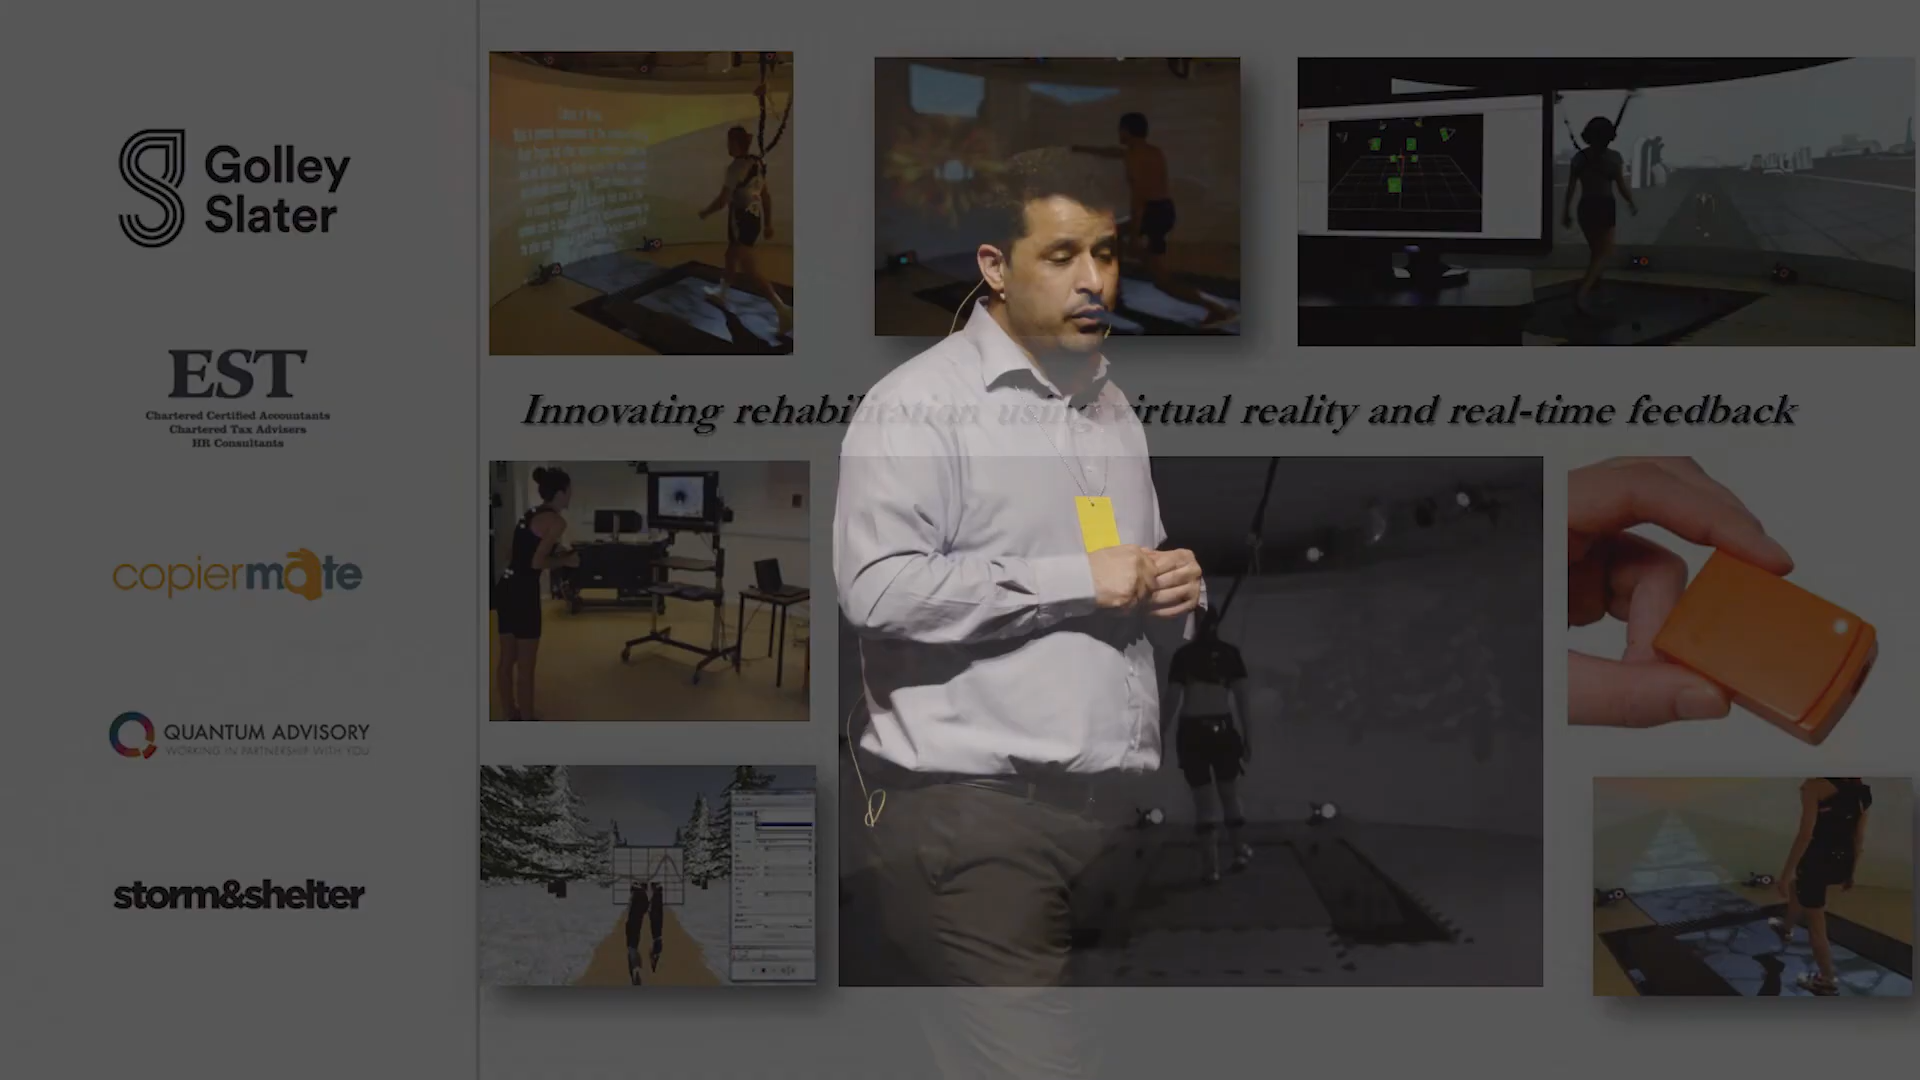 Golley
Slater
EST
Chartered Certified Accountants
Chartered Tax Advisers
HR Consultants
copiermate
QUANTUM ADVISORY
WORKING IN PARTNERSHIP WITH YOU
storm&shelter
Innovating rehabilitation using virtual reality and real-time feedback